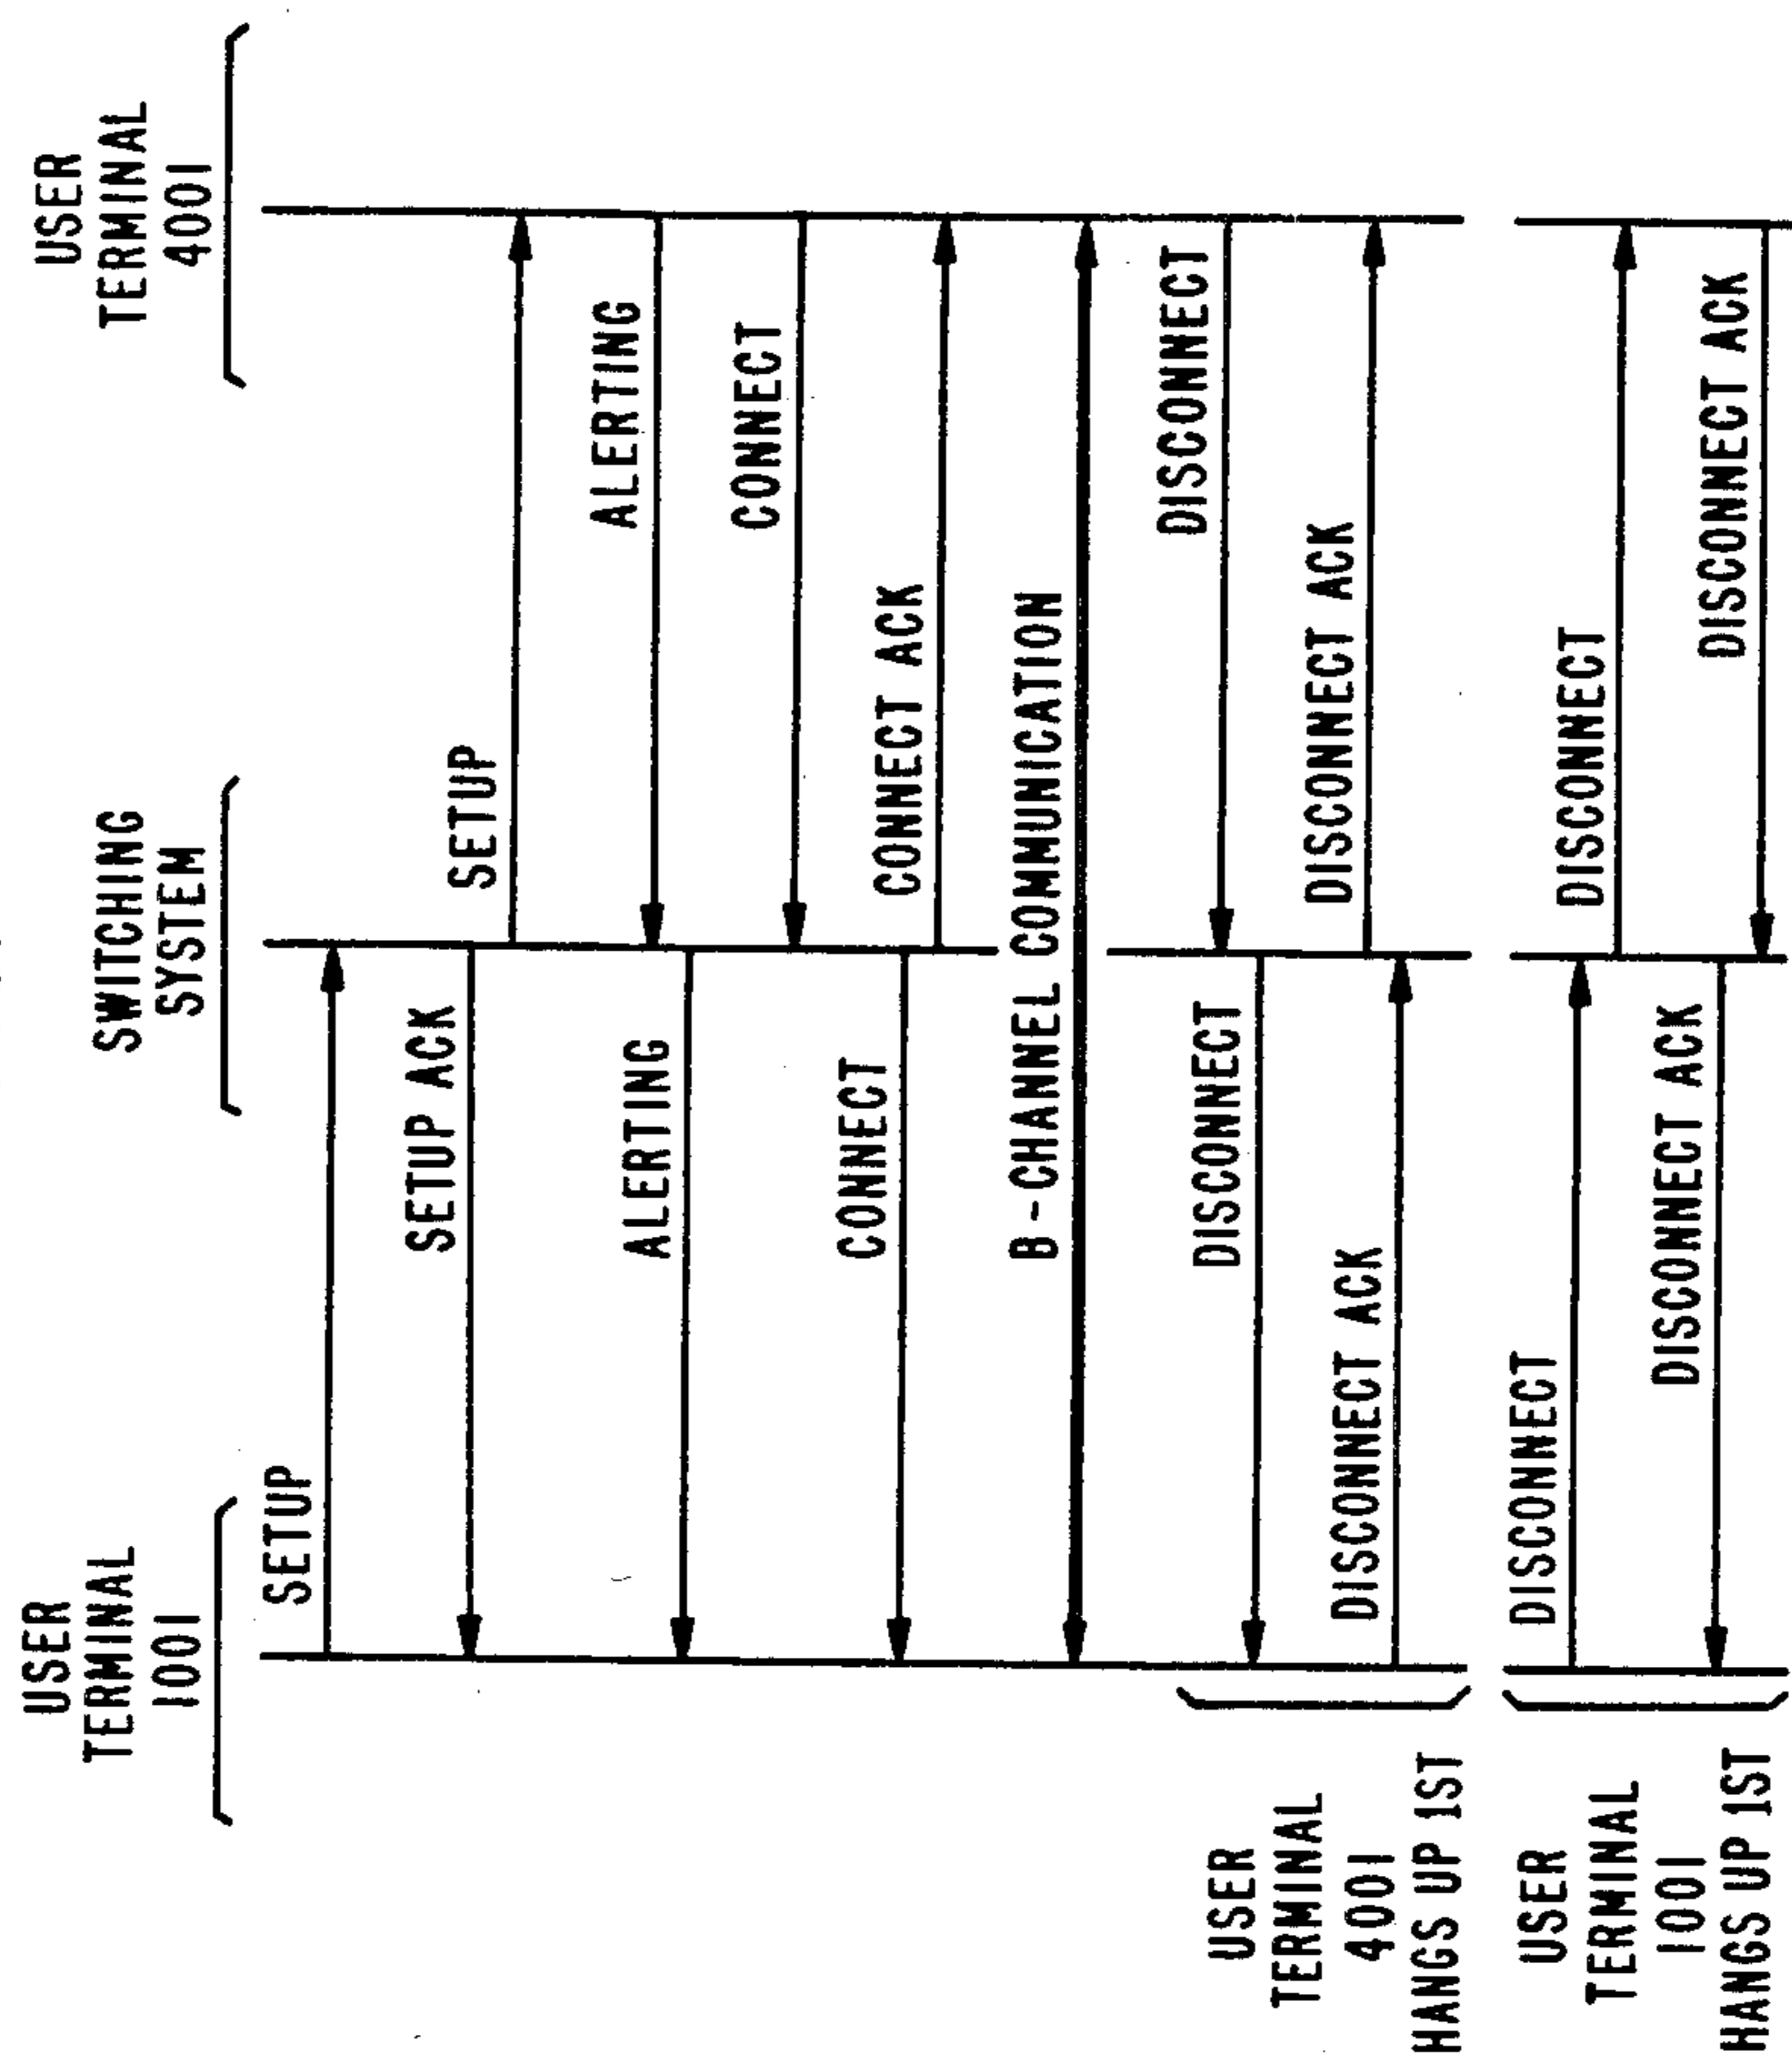 USER
TERMINAL
1001
SWITCHING
SYSTEM
USER
TERMINAL
4001
SETUP
SETUP ACK
SETUP
ALERTING
ALERTING
CONNECT
CONNECT
CONNECT ACK
B-CHANNEL COMMUNICATION
USER
TERMINAL
4001
HANGS UP 1ST
DISCONNECT
DISCONNECT
DISCONNECT ACK
DISCONNECT ACK
USER
TERMINAL
1001
HANGS UP 1ST
DISCONNECT
DISCONNECT
DISCONNECT ACK
DISCONNECT ACK